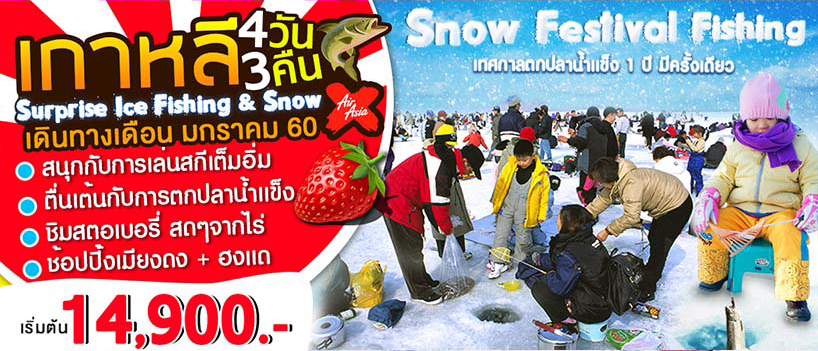 เกาหลี 4วัน
3คืน
Surprise Ice Fishing & Snow
Air
Asia
เดินทางเดือน มกราคม 60
สนุกกับการเล่นสกีเต็มอิ่ม
ตื่นเต้นกับการตกปลาน้ำแข็ง
ชิมสตอเบอรี่ สดๆจากไร่
ช้อปปิ้งเมียงดง + ฮงแด
เริ่มต้น 14,900.-
Snow Festival Fishing
เทศกาลตกปลาน้ำแข็ง 1 ปี มีครั้งเดียว